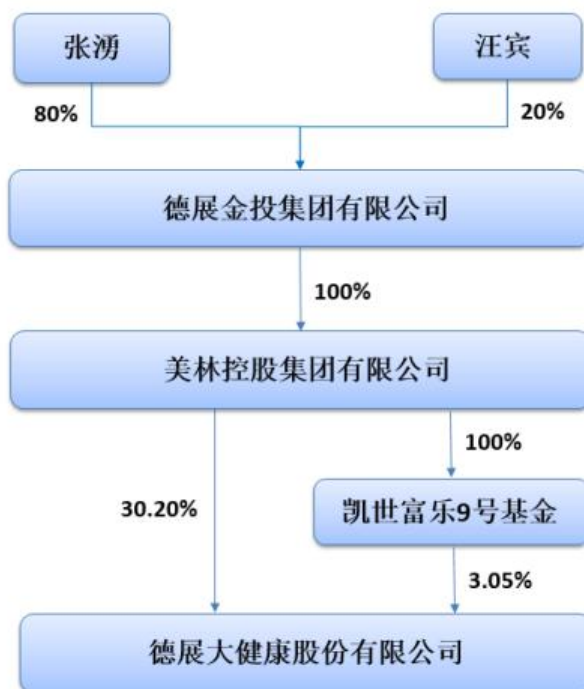 张湧
汪宾
80%
20%
德展金投集团有限公司
100%
美林控股集团有限公司
100%
30.20%
凯世富乐9号基金
3.05%
德展大健康股份有限公司